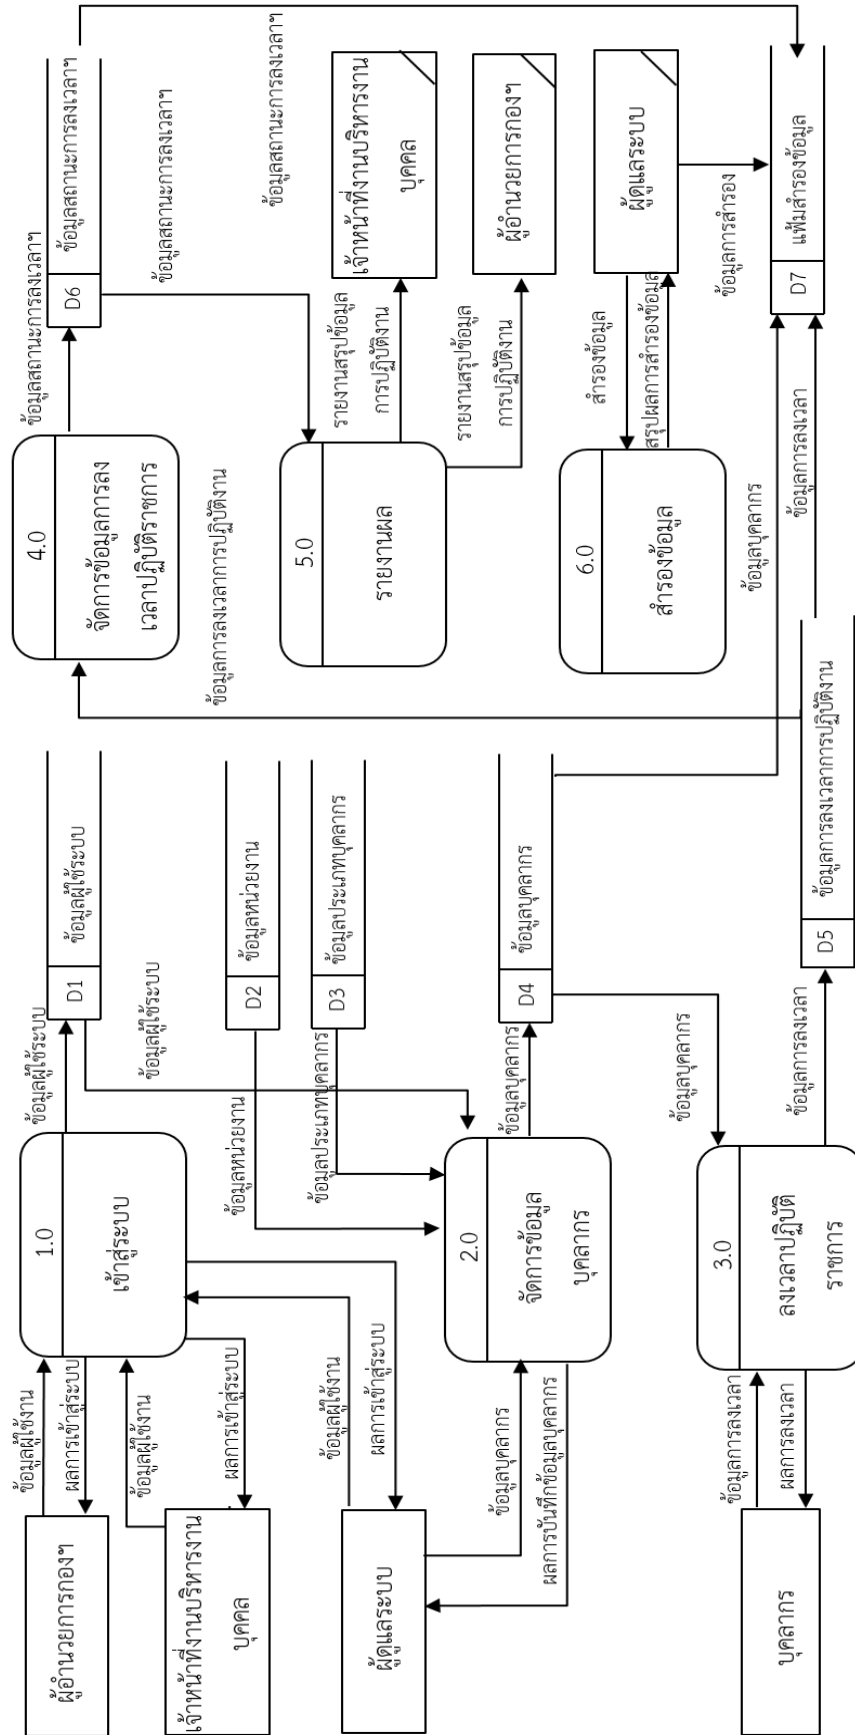 ผู้อำนวยการกองฯ
ข้อมูลผู้ใช้งาน
ผลการเข้าสู่ระบบ
เจ้าหน้าที่งานบริหารงาน
บุคคล
ข้อมูลผู้ใช้งาน
ผลการเข้าสู่ระบบ
1.0
เข้าสู่ระบบ
ข้อมูลผู้ใช้ระบบ
D1
ข้อมูลผู้ใช้ระบบ
ข้อมูลผู้ใช้ระบบ
ผู้ดูแลระบบ
ข้อมูลผู้ใช้งาน
ผลการเข้าสู่ระบบ
ข้อมูลบุคลากร
ผลการบันทึกข้อมูลบุคลากร
ข้อมูลหน่วยงาน
D2
ข้อมูลหน่วยงาน
ข้อมูลประเภทบุคลากร
D3
ข้อมูลประเภทบุคลากร
2.0
จัดการข้อมูล
บุคลากร
ข้อมูลบุคลากร
D4
ข้อมูลบุคลากร
ข้อมูลบุคลากร
บุคลากร
ข้อมูลการลงเวลา
ผลการลงเวลา
3.0
ลงเวลาปฏิบัติ
ราชการ
ข้อมูลการลงเวลา
D5
ข้อมูลการลงเวลาการปฏิบัติงาน
ข้อมูลการลงเวลาการปฏิบัติงาน
4.0
จัดการข้อมูลการลง
เวลาปฏิบัติราชการ
ข้อมูลสถานะการลงเวลาฯ
D6
ข้อมูลสถานะการลงเวลาฯ
ข้อมูลสถานะการลงเวลาฯ
ข้อมูลสถานะการลงเวลาฯ
5.0
รายงานผล
รายงานสรุปข้อมูล
การปฏิบัติงาน
เจ้าหน้าที่งานบริหารงาน
บุคคล
รายงานสรุปข้อมูล
การปฏิบัติงาน
ผู้อำนวยการกองฯ
6.0
สำรองข้อมูล
สำรองข้อมูล
สรุปผลการสำรองข้อมูล
ผู้ดูแลระบบ
ข้อมูลการสำรอง
ข้อมูลบุคลากร
ข้อมูลการลงเวลา
D7
แฟ้มสำรองข้อมูล